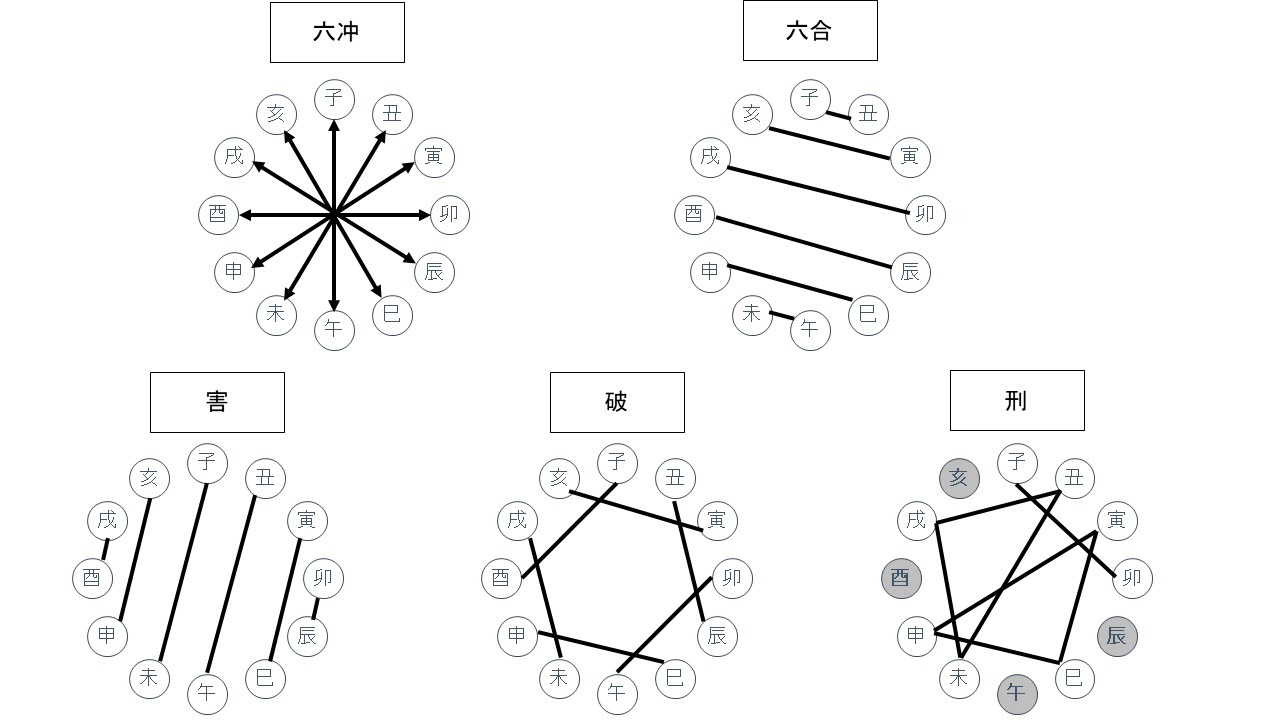 六冲
子
丑
寅
卯
辰
巳
午
未
申
酉
戌
亥
六合
子
丑
寅
卯
辰
巳
午
未
申
酉
戌
亥
害
子
丑
寅
卯
辰
巳
午
未
申
酉
戌
亥
破
子
丑
寅
卯
辰
巳
午
未
申
酉
戌
亥
刑
子
丑
寅
卯
辰
巳
午
未
申
酉
戌
亥